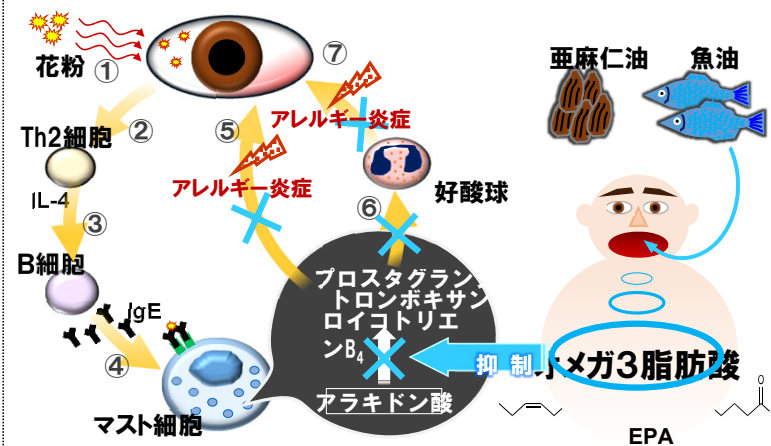 花粉
①
⑦
亜麻仁油
魚油
②
Th2細胞
⑤
アレルギー炎症
アレルギー炎症
IL-4
③
⑥
好酸球
B細胞
プロスタグラン
トロンボキサン
ロイコトリエ
ンB4
IgE
④
抑制
オメガ3脂肪酸
アラキドン酸
マスト細胞
O
EPA